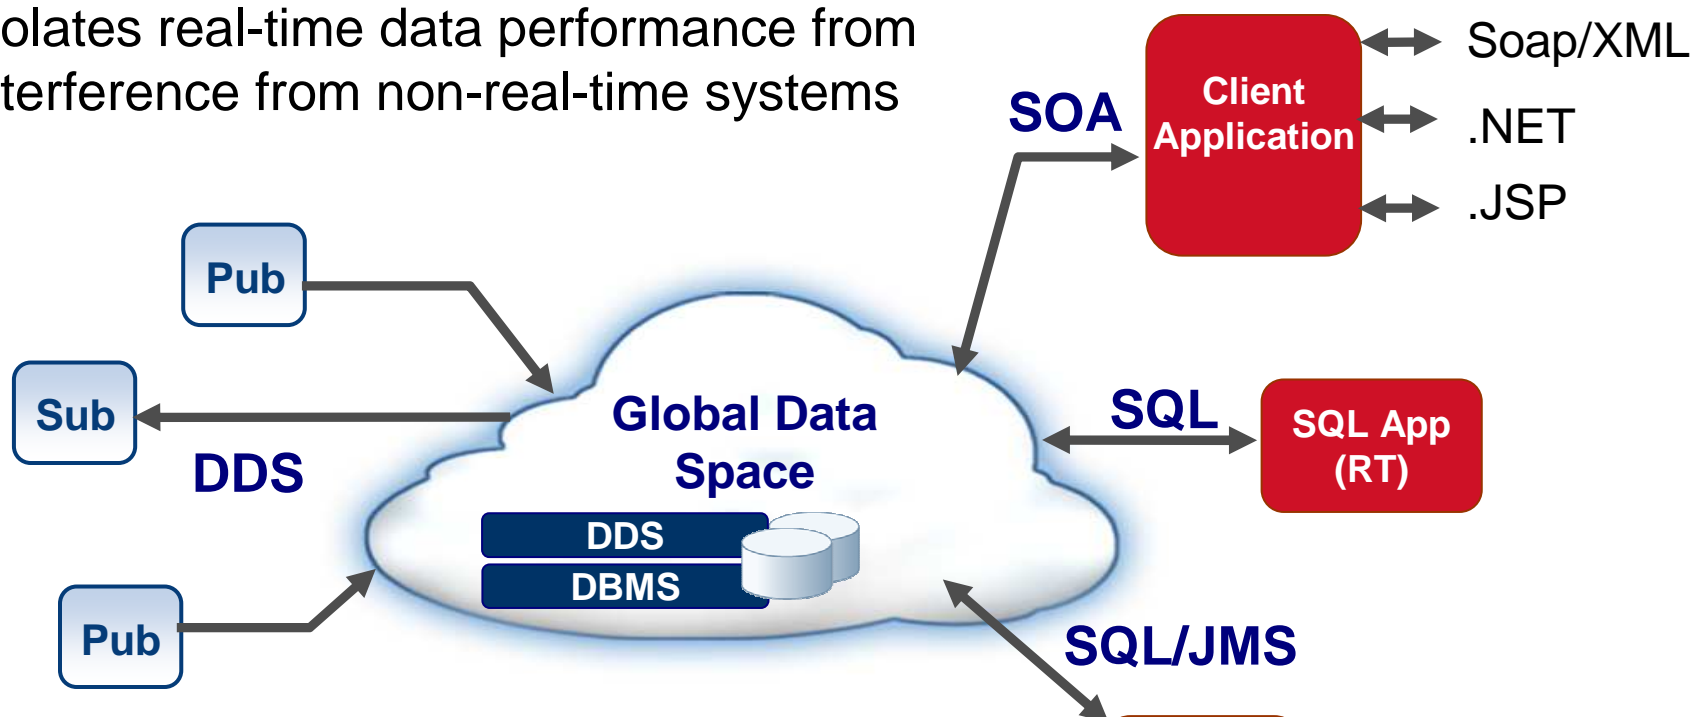 olates real-time data performance from
terference from non-real-time systems
Soap/XML
Client
Application
SOA
.NET
.JSP
Pub
Sub
DDS
Global Data
Space
SQL
SQL App
(RT)
DDS
DBMS
Pub
SQL/JMS